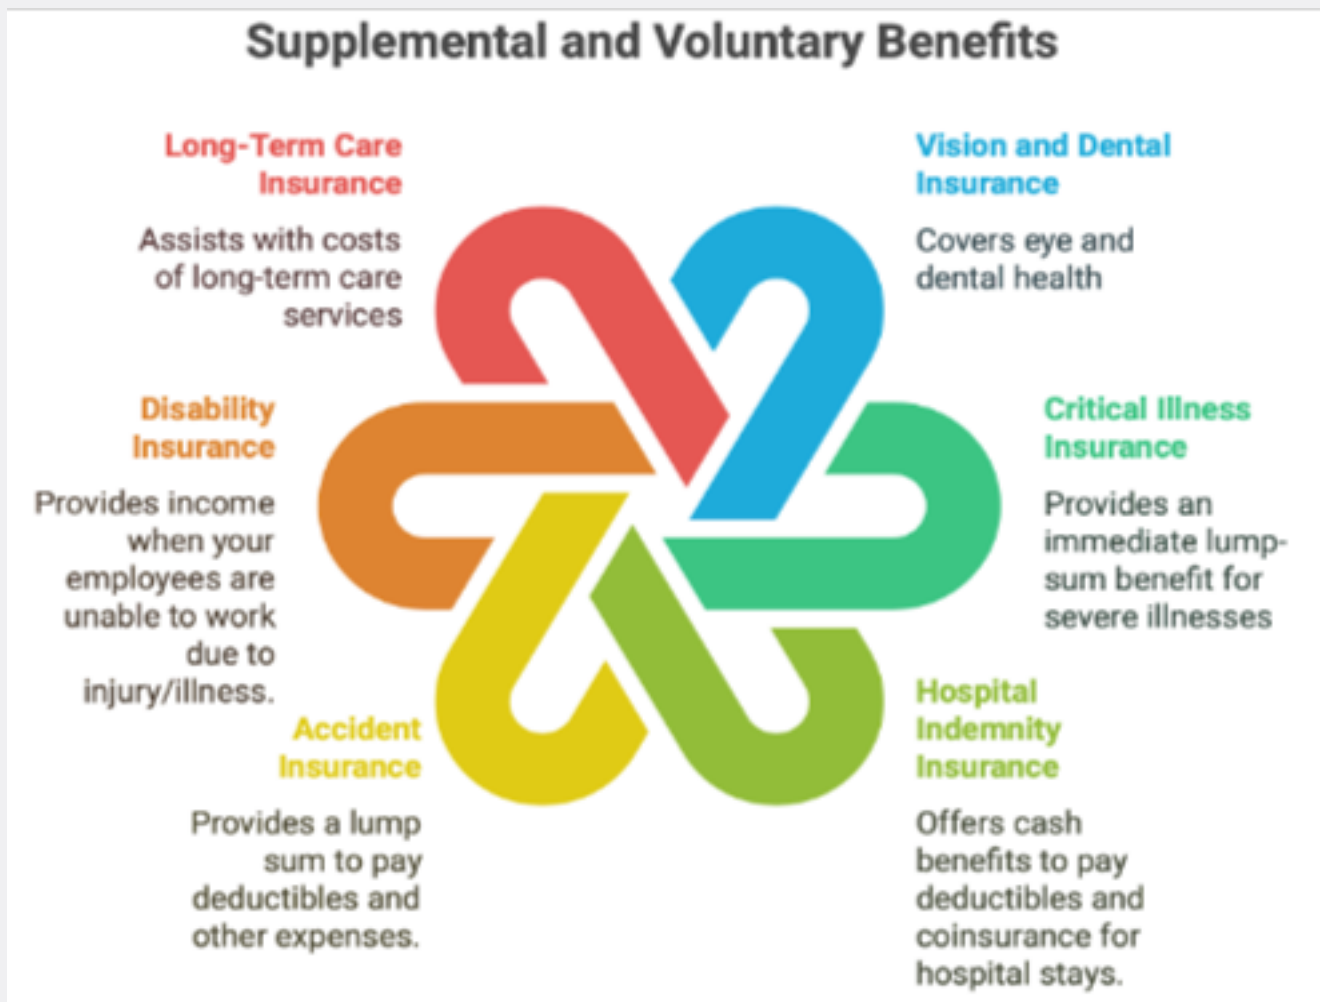 Supplemental and Voluntary Benefits
Long-Term Care
Insurance
Assists with costs
of long-term care
services
Vision and Dental
Insurance
Covers eye and
dental health
Disability
Insurance
Provides income
when your
employees are
unable to work
due to
injury/illness.
Critical Illness
Insurance
Provides an
immediate lump-
sum benefit for
severe illnesses
Accident
Insurance
Provides a lump
sum to pay
deductibles and
other expenses.
Hospital
Indemnity
Insurance
Offers cash
benefits to pay
deductibles and
coinsurance for
hospital stays.